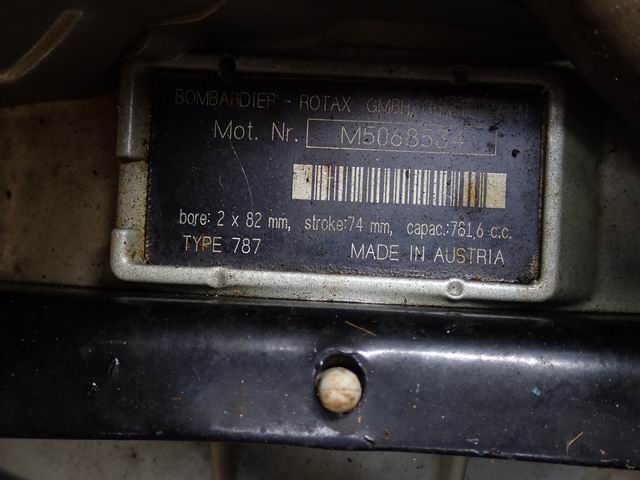 BOMBARDIER - ROTAX GMBH
Mot. Nr. M5068534
bore: 2 x 82 mm, stroke:74 mm, capac.:761,6 c.c.
TYPE 787 MADE IN AUSTRIA